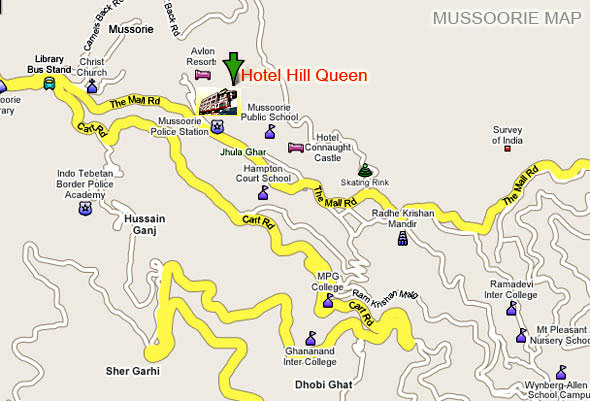 MUSSOORIE MAP
Camels Back Rd
Back Rd
Mussorie
Library
Bus Stand
Christ
Church
Avlon
Resort
Hotel Hill Queen
oorie
rary
The Mall Rd
Cart Rd
Mussoorie
Police Station
Mussoorie
Public School
Hotel
Connaught
Castle
Survey
of India
Jhula Ghar
Skating Rink
Indo Tebetan
Border Police
Academy
Hampton
Court School
The Mall Rd
The Mall Rd
Hussain
Ganj
Cart Rd
Radhe Krishan
Mandir
MPG
College
Ram Krishan Marg
Cart Rd
Ramadevi
Inter College
Mt Pleasant
Nursery Schoo
Ghananand
Inter College
Sher Garhi
Dhobi Ghat
Wynberg-Allen
School Campu